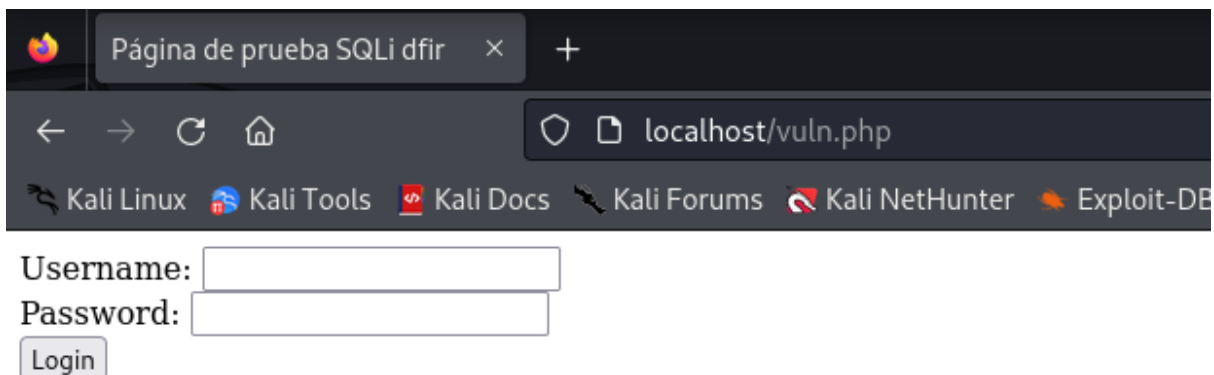 Página de prueba SQLi dfir
localhost/vuln.php
Kali Linux Kali Tools Kali Docs Kali Forums Kali NetHunter Exploit-DB
Username:
Password:
Login